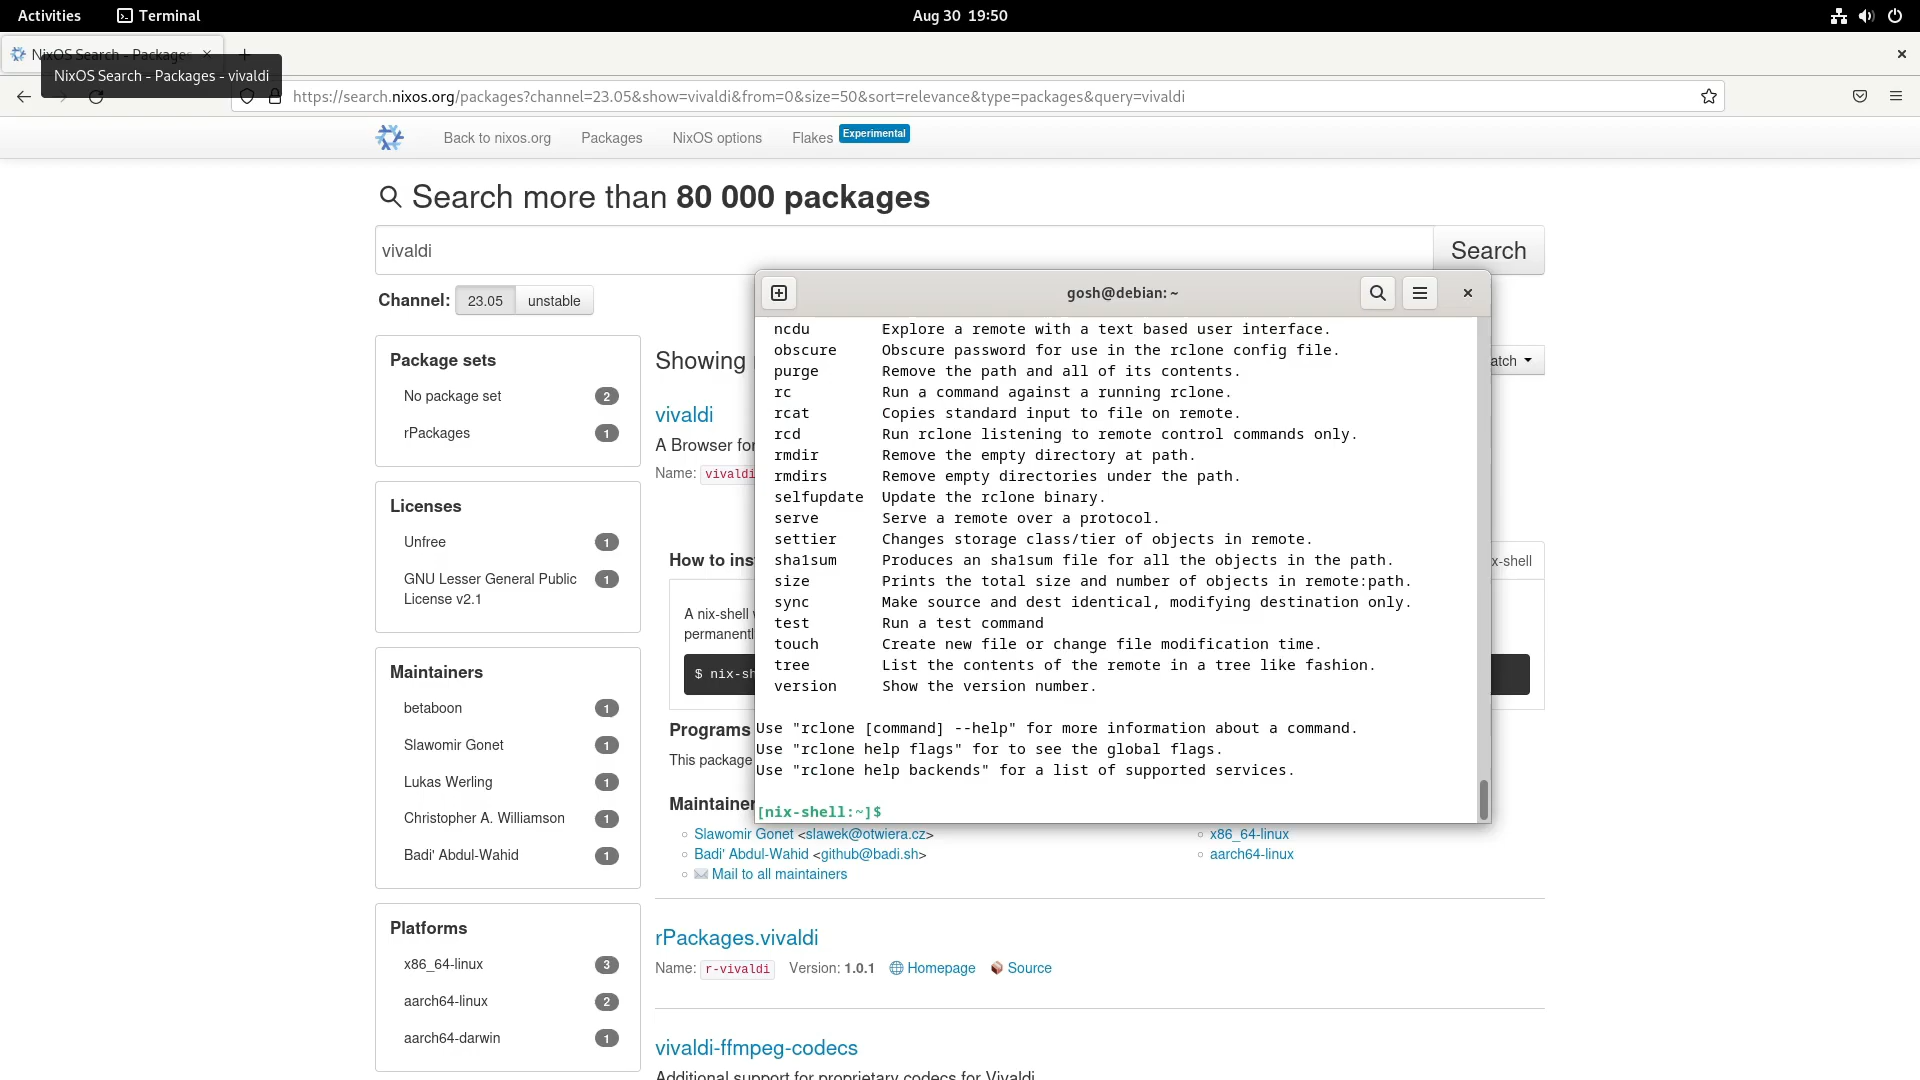 Activities
Terminal
Aug 30 19:50
NixOS Search - Packages
NixOS Search - Packages - vivaldi
https://search.nixos.org/packages?channel=23.05&show=vivaldi&from=0&size=50&sort=relevance&type=packages&query=vivaldi
Back to nixos.org
Packages
NixOS options
Flakes
Experimental
Search more than 80 000 packages
vivaldi
Search
Channel:
23.05
unstable
Package sets
No package set 2
rPackages 1
Licenses
Unfree 1
GNU Lesser General Public 1
License v2.1
Maintainers
betaboon 1
Slawomir Gonet 1
Lukas Werling 1
Christopher A. Williamson 1
Badi' Abdul-Wahid 1
Platforms
x86_64-linux 3
aarch64-linux 2
aarch64-darwin 1
Showing
vivaldi
A Browser for
Name: vivaldi
How to ins
x-shell
A nix-shell
permanentl
$ nix-sh
Programs
This package
Maintainer
Slawomir Gonet <slawek@otwiera.cz>
Badi' Abdul-Wahid <github@badi.sh>
Mail to all maintainers
x86_64-linux
aarch64-linux
rPackages.vivaldi
Name: r-vivaldi Version: 1.0.1 Homepage Source
vivaldi-ffmpeg-codecs
Additional support for proprietary codecs for Vivaldi
atch
gosh@debian: ~
ncdu Explore a remote with a text based user interface.
obscure Obscure password for use in the rclone config file.
purge Remove the path and all of its contents.
rc Run a command against a running rclone.
rcat Copies standard input to file on remote.
rcd Run rclone listening to remote control commands only.
rmdir Remove the empty directory at path.
rmdirs Remove empty directories under the path.
selfupdate Update the rclone binary.
serve Serve a remote over a protocol.
settier Changes storage class/tier of objects in remote.
sha1sum Produces an sha1sum file for all the objects in the path.
size Prints the total size and number of objects in remote:path.
sync Make source and dest identical, modifying destination only.
test Run a test command
touch Create new file or change file modification time.
tree List the contents of the remote in a tree like fashion.
version Show the version number.
Use "rclone [command] --help" for more information about a command.
Use "rclone help flags" for to see the global flags.
Use "rclone help backends" for a list of supported services.
[nix-shell:~]$